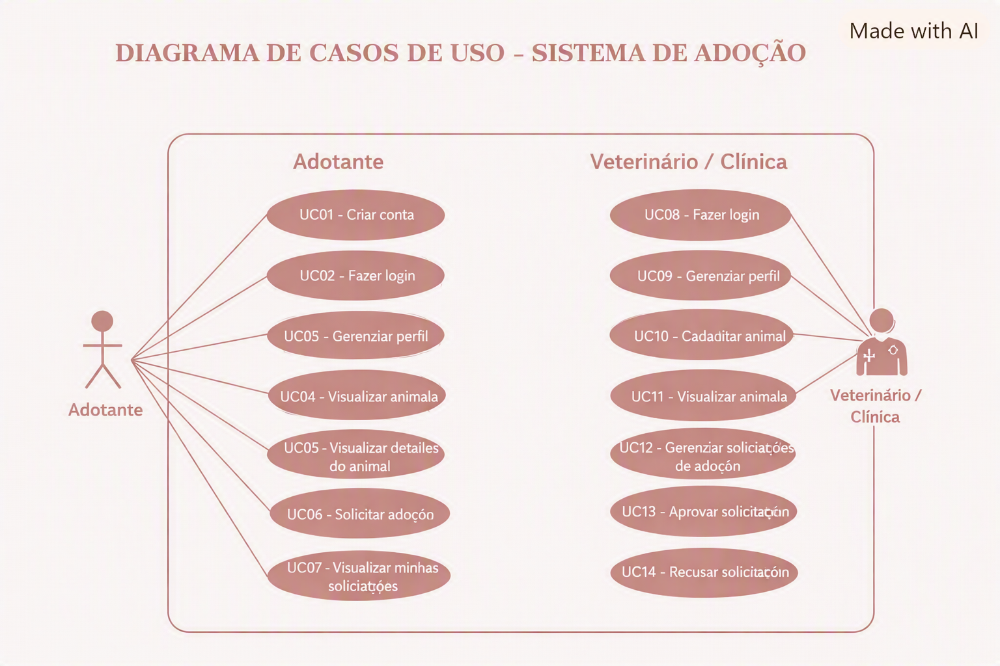 Made with AI
DIAGRAMA DE CASOS DE USO – SISTEMA DE ADOÇÃO
Adotante
UC01 - Criar conta
UC02 - Fazer login
UC05 - Gerenziar perfil
UC04 - Visualizar animala
UC05 - Visualizar detailes
do animal
UC06 - Solicitar adoçón
UC07 - Visualizar minhas
Veterinário / Clínica
UC08 - Fazer login
UC09 - Gerenziar perfil
UC10 - Cadaditar animal
UC11 - Visualizar animala
UC12 - Gerenziar
de adoçón
UC13 - Aprovar
UC14 - Recusar
Adotante
Veterinário /
Clínica